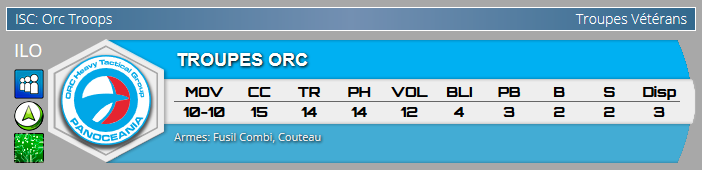 ISC: Orc Troops
Troupes Vétérans
ILO
TROUPES ORC
ORC Heavy Tactical Group
PANOCEANIA
MOV CC TR PH VOL BLI PB B S Disp
10-10 15 14 14 12 4 3 2 2 3
Armes: Fusil Combi, Couteau